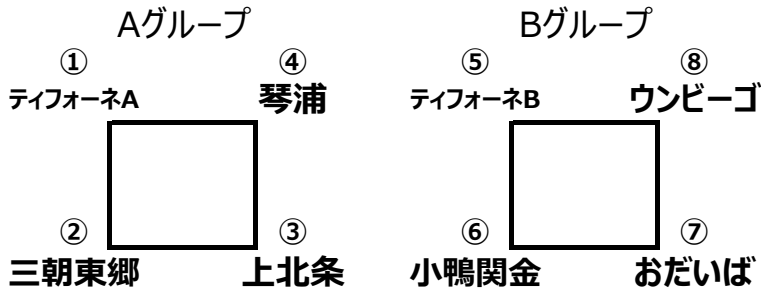 Aグループ
Bグループ
① ④ ⑤ ⑧
ティフォーネA 琴浦 ティフォーネB ウンビーゴ
② ③ ⑥ ⑦
三朝東郷 上北条 小鴨関金 おだいば